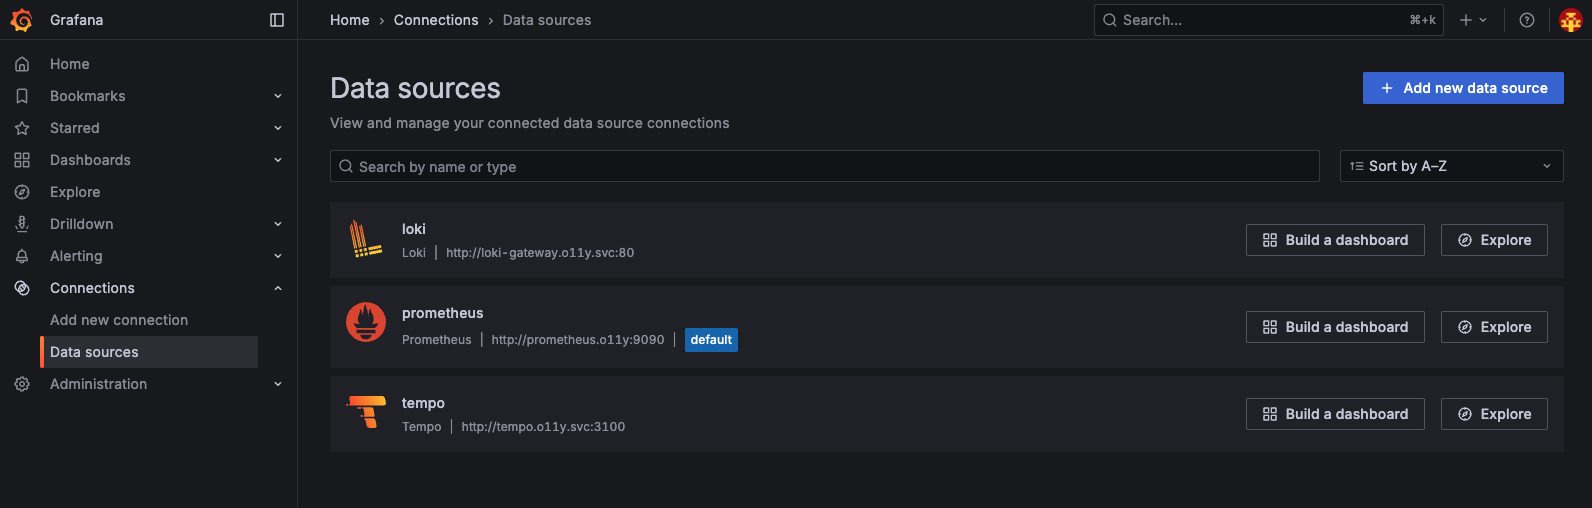 Grafana
Home › Connections › Data sources
Search...
⌘+k
Home
Bookmarks
Starred
Dashboards
Explore
Drilldown
Alerting
Connections
Add new connection
Data sources
Administration
Data sources
Add new data source
View and manage your connected data source connections
Search by name or type
Sort by A–Z
loki
Loki | http://loki-gateway.o11y.svc:80
Build a dashboard
Explore
prometheus
Prometheus | http://prometheus.o11y:9090 | default
Build a dashboard
Explore
tempo
Tempo | http://tempo.o11y.svc:3100
Build a dashboard
Explore